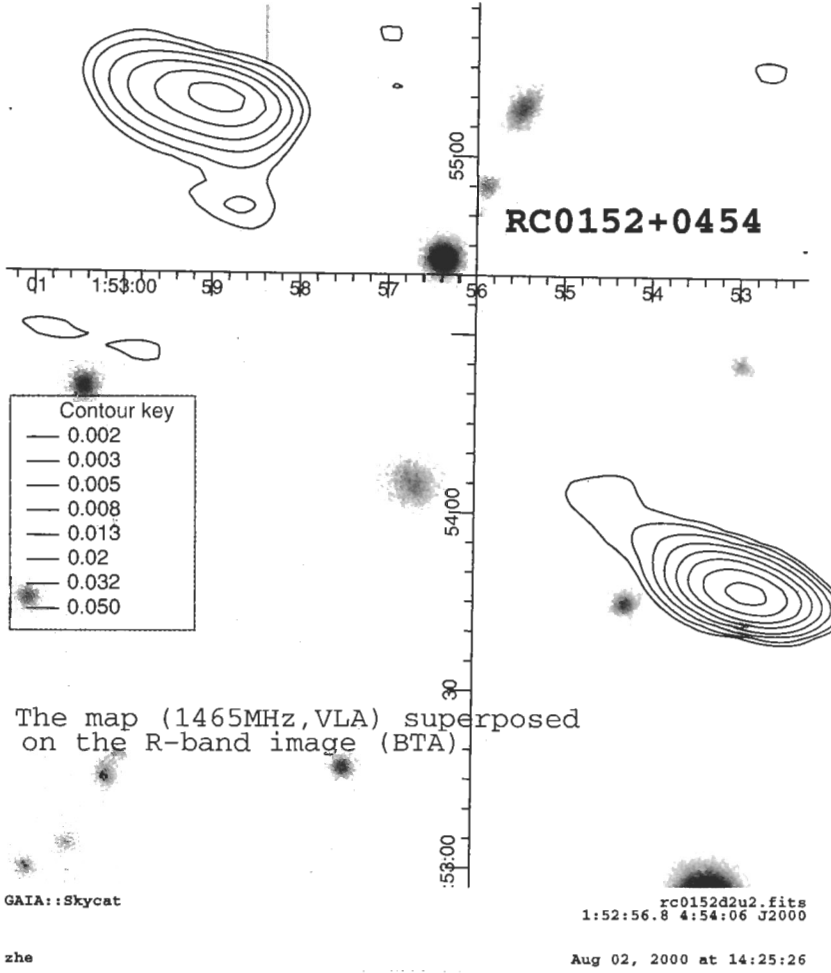 55:00
RC0152+0454
01 1:53:00 59 58 57 56 55 54 53
Contour key
0.002
0.003
0.005
0.008
0.013
0.02
0.032
0.050
54:00
30
The map (1465MHz,VLA) superposed
on the R-band image (BTA)
:53:00
GAIA::Skycat
rc0152d2u2.fits
1:52:56.8 4:54:06 J2000
zhe
Aug 02, 2000 at 14:25:26